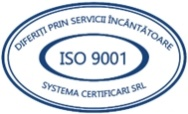 DIFERIȚI PRIN SERVICII ÎNCÂNTĂTOARE
ISO 9001
SYSTEMA CERTIFICARI SRL